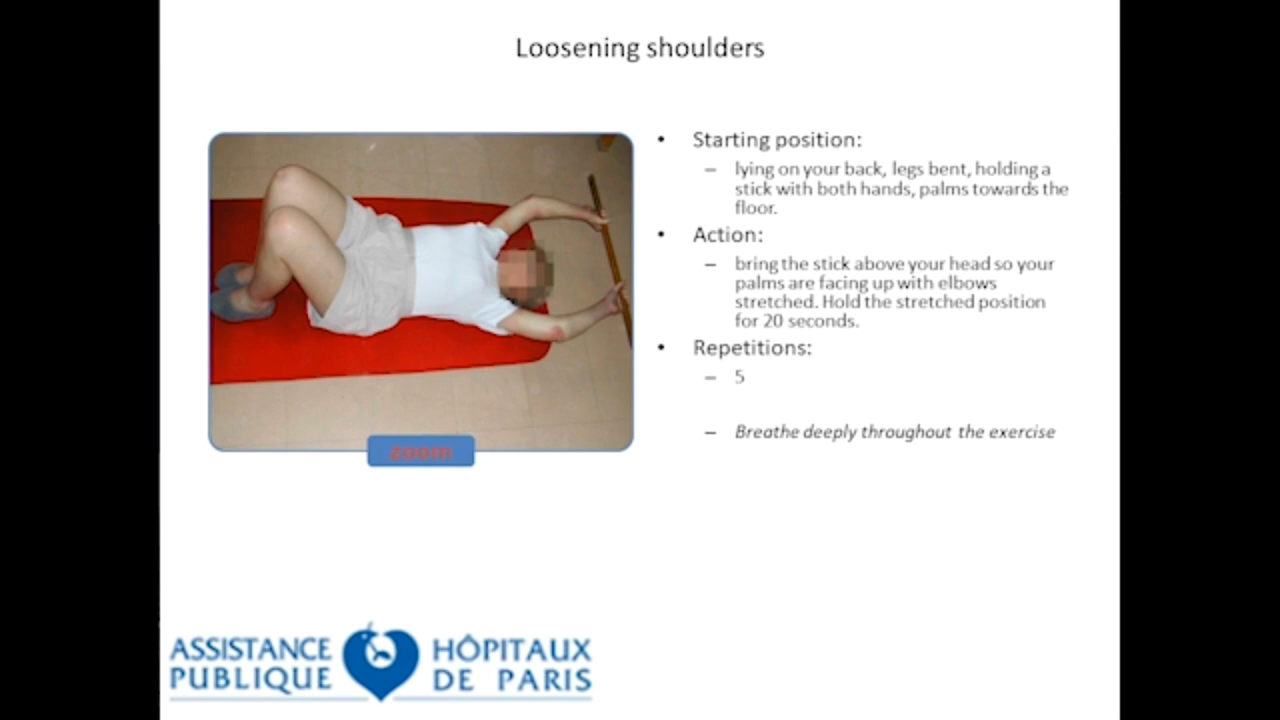 Loosening shoulders
• Starting position:
– lying on your back, legs bent, holding a
stick with both hands, palms towards the
floor.
• Action:
– bring the stick above your head so your
palms are facing up with elbows
stretched. Hold the stretched position
for 20 seconds.
• Repetitions:
– 5
– Breathe deeply throughout the exercise
zoom
ASSISTANCE HÔPITAUX
PUBLIQUE DE PARIS